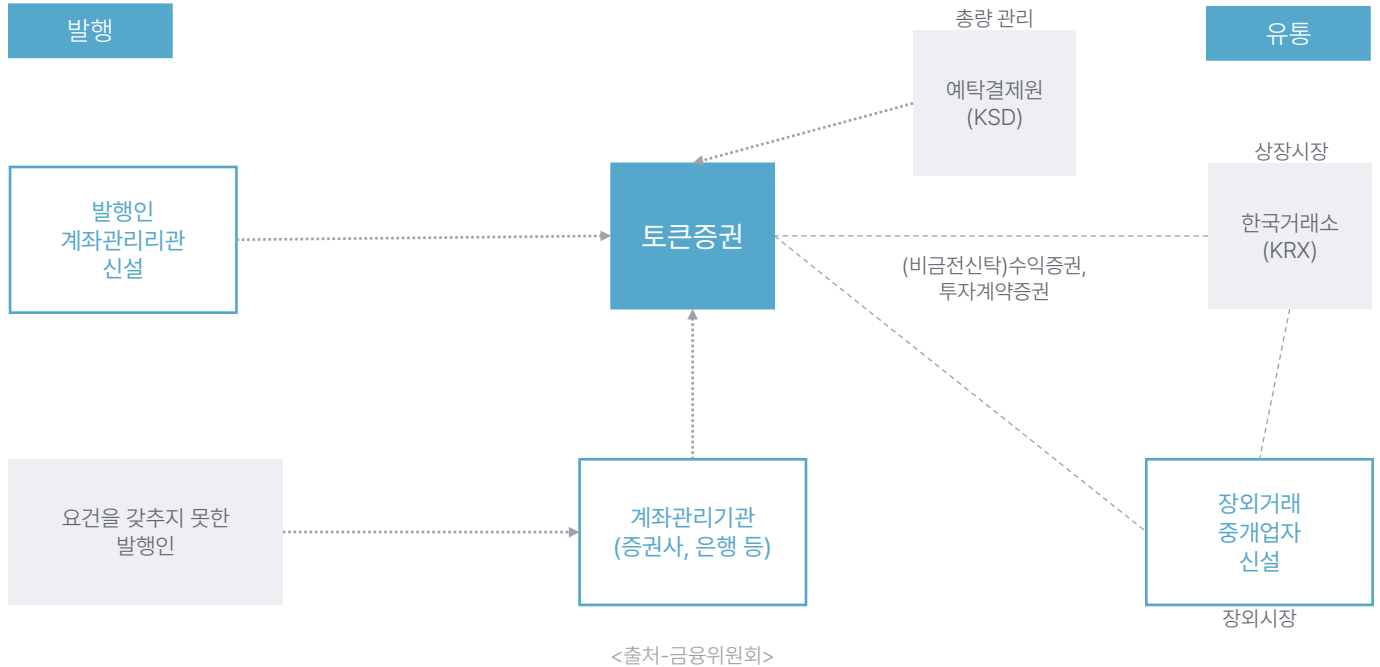 발행
총량 관리
유통
예탁결제원
(KSD)
상장시장
발행인
계좌관리리관
신설
토큰증권
한국거래소
(KRX)
(비금전신탁)수익증권,
투자계약증권
요건을 갖추지 못한
발행인
계좌관리기관
(증권사, 은행 등)
장외거래
중개업자
신설
장외시장
<출처-금융위원회>